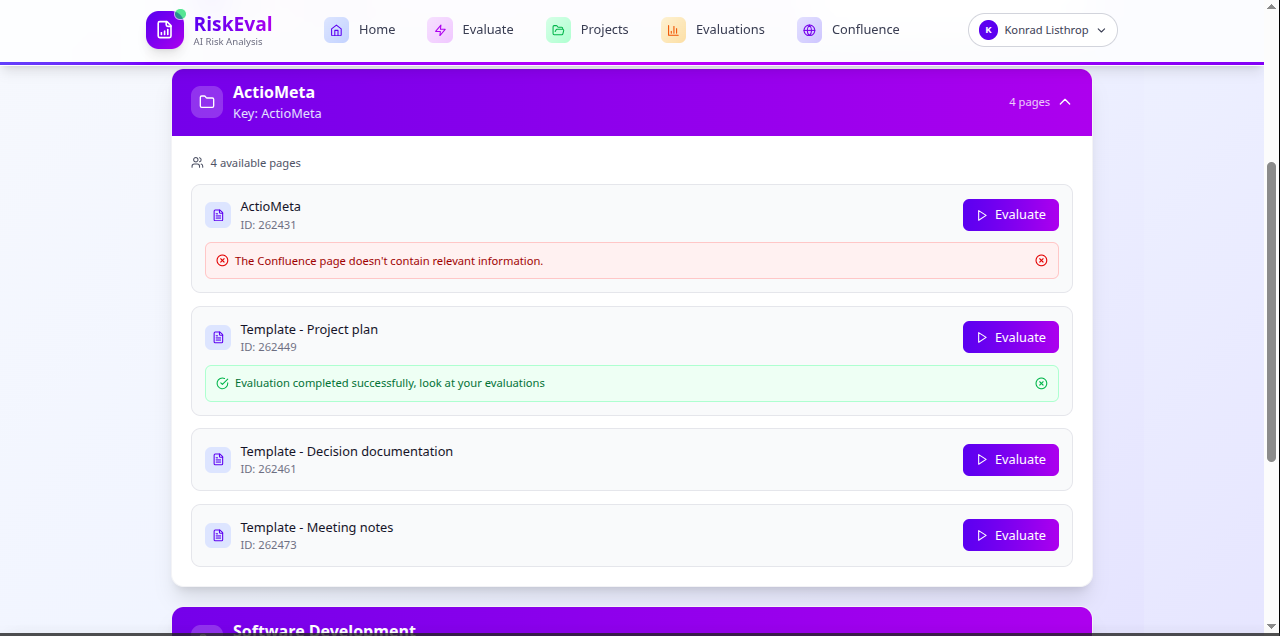 RiskEval
AI Risk Analysis
Home
Evaluate
Projects
Evaluations
Confluence
K
Konrad Listhrop
ActioMeta
Key: ActioMeta
4 pages
4 available pages
ActioMeta
ID: 262431
Evaluate
The Confluence page doesn't contain relevant information.
Template - Project plan
ID: 262449
Evaluate
Evaluation completed successfully, look at your evaluations
Template - Decision documentation
ID: 262461
Evaluate
Template - Meeting notes
ID: 262473
Evaluate
Software Development